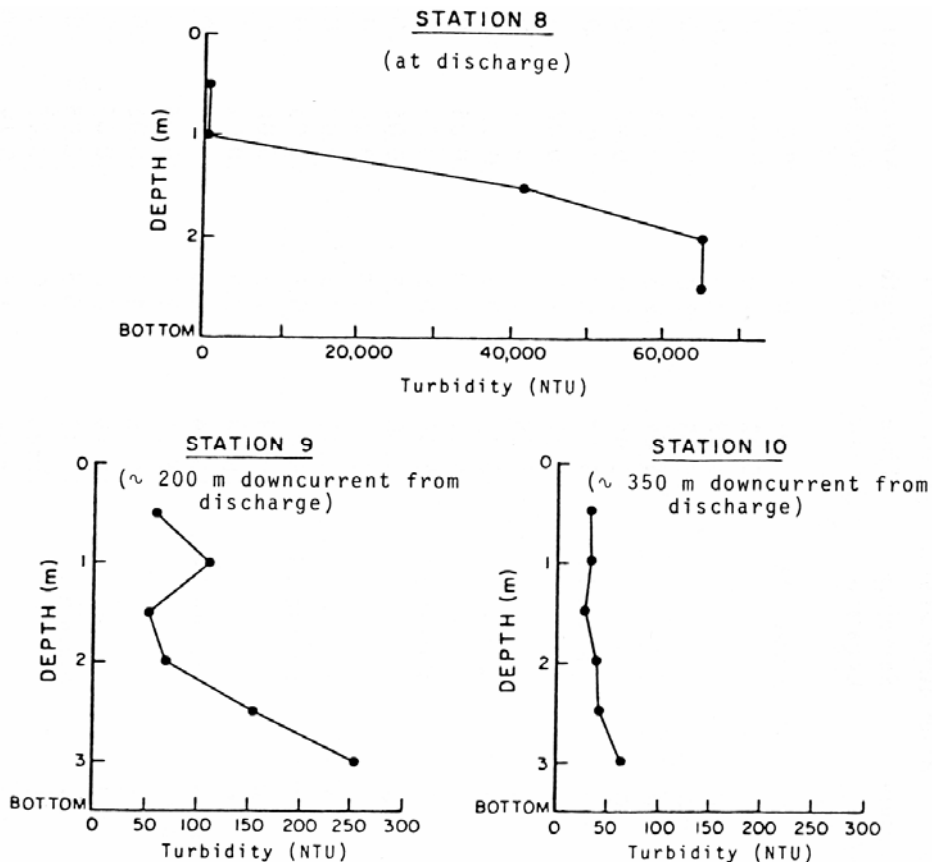 STATION 8
(at discharge)
0
1
2
BOTTOM
DEPTH (m)
0 20,000 40,000 60,000
Turbidity (NTU)
STATION 9
(~ 200 m downcurrent from
discharge)
0
1
2
3
BOTTOM
DEPTH (m)
0 50 100 150 200 250 300
Turbidity (NTU)
STATION 10
(~ 350 m downcurrent from
discharge)
0
1
2
3
BOTTOM
DEPTH (m)
0 50 100 150 200 250 300
Turbidity (NTU)